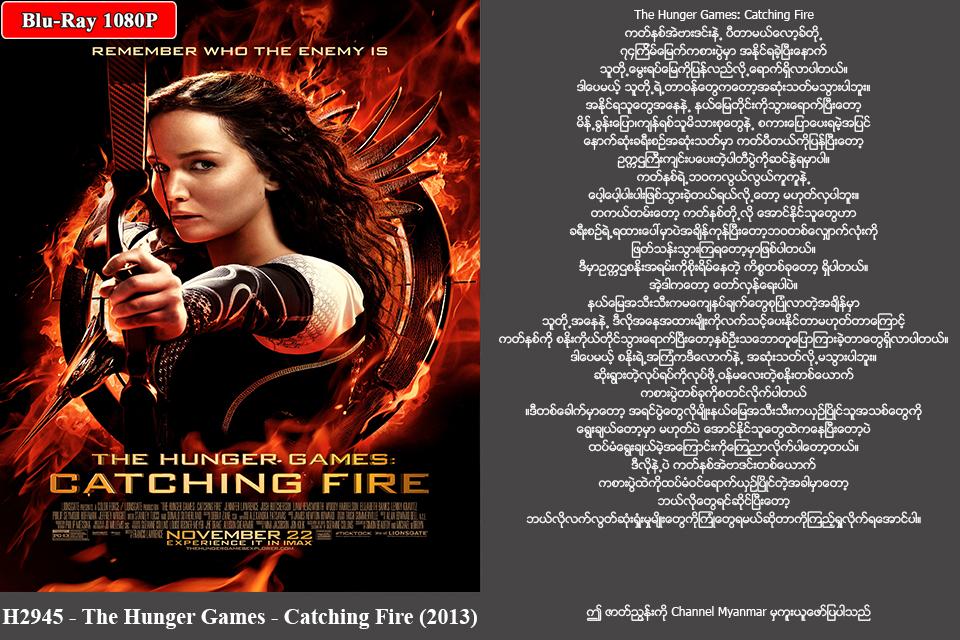 Blu-Ray 1080P
REMEMBER WHO THE ENEMY IS
THE HUNGER GAMES:
CATCHING FIRE
NOVEMBER 22
EXPERIENCE IT IN IMAX
THEHUNGERGAMESEXPLORER.COM
PG-13
TICKTOCK
LIONSGATE
H2945 - The Hunger Games - Catching Fire (2013)
The Hunger Games: Catching Fire
ကတ်နစ်အဲဗားဒင်းနဲ့ ပီတာမယ်လော့ခ်တို့
၇၄ကြိမ်မြောက်ကစားပွဲမှာ အနိုင်ရခဲ့ပြီးနောက်
သူတို့မွေးရပ်မြေကိုပြန်လည်လို့ရောက်ရှိလာပါတယ်။
ဒါပေမယ့် သူတို့ရဲ့တာဝန်တွေကတော့အဆုံးသတ်မသွားပါဘူး။
အနိုင်ရသူတွေအနေနဲ့ နယ်မြေတိုင်းကိုသွားရောက်ပြီးတော့
မိန့်ခွန်းပြောကျန်ရစ်သူမိသားစုတွေနဲ့ စကားပြောပေးရမဲ့အပြင်
နောက်ဆုံးခရီးစဉ်အဆုံးသတ်မှာ ကတ်ပီတယ်ကိုပြန်ပြီးတော့
ဥက္ကဌကြီးကျင်းပပေးတဲ့ပါတီပွဲကိုဆင်နွဲရမှာပါ။
ကတ်နစ်ရဲ့ဘဝကလွယ်လွယ်ကူကူနဲ့
ပေါ့ပေါ့ပါးပါးဖြစ်သွားခဲ့တယ်ရယ်လို့တော့ မဟုတ်လှပါဘူး။
တကယ်တမ်းတော့ ကတ်နစ်တို့လို အောင်နိုင်သူတွေဟာ
ခရီးစဉ်ရဲ့ရထားပေါ်မှာပဲအချိန်ကုန်ပြီးတော့ဘဝတစ်လျှောက်လုံးကို
ဖြတ်သန်းသွားကြရတော့မှာဖြစ်ပါတယ်။
ဒီမှာဥက္ကဌစနိုးအရမ်းကိုစိုးရိမ်နေတဲ့ ကိစ္စတစ်ခုတော့ ရှိပါတယ်။
အဲ့ဒါကတော့ တော်လှန်ရေးပါပဲ။
နယ်မြေအသီးသီးကမကျေနပ်ချက်တွေစုပြုံလာတဲ့အချိန်မှာ
သူတို့အနေနဲ့ ဒီလိုအနေအထားမျိုးကိုလက်သင့်ပေးနိုင်တာမဟုတ်တာကြောင့်
ကတ်နစ်ကို စနိုးကိုယ်တိုင်သွားရောက်ပြီးတော့နှစ်ဦးသဘောတူပြောကြားခဲ့တာတွေရှိလာပါတယ်။
ဒါပေမယ့် စနိုးရဲ့အကြံကဒီလောက်နဲ့ အဆုံးသတ်လို့မသွားပါဘူး။
ဆိုးရွားတဲ့လုပ်ရပ်ကိုလုပ်ဖို့ဝန်မလေးတဲ့စနိုးတစ်ယောက်
ကစားပွဲတစ်ခုကိုစတင်လိုက်ပါတယ်
။ဒီတစ်ခေါက်မှာတော့ အရင်ပွဲတွေလိုမျိုးနယ်မြေအသီးသီးကယှဉ်ပြိုင်သူအသစ်တွေကို
ရွေးချယ်တော့မှာ မဟုတ်ပဲ အောင်နိုင်သူတွေထဲကနေပြီးတော့ပဲ
ထပ်မံရွေးချယ်မဲ့အကြောင်းကိုကြေညာလိုက်ပါတော့တယ်။
ဒီလိုနဲ့ပဲ ကတ်နစ်အဲဗာဒင်းတစ်ယောက်
ကစားပွဲထဲကိုထပ်မံဝင်ရောက်ယှဉ်ပြိုင်တဲ့အခါမှာတော့
ဘယ်လိုတွေရင်ဆိုင်ပြီးတော့
ဘယ်လိုလက်လွတ်ဆုံးရှုံးမှုမျိုးတွေကိုကြုံတွေ့ရမယ်ဆိုတာကိုကြည့်ရှုလိုက်ရအောင်ပါ။
ဤ ဇာတ်ညွှန်းကို Channel Myanmar မှကူးယူဖော်ပြပါသည်